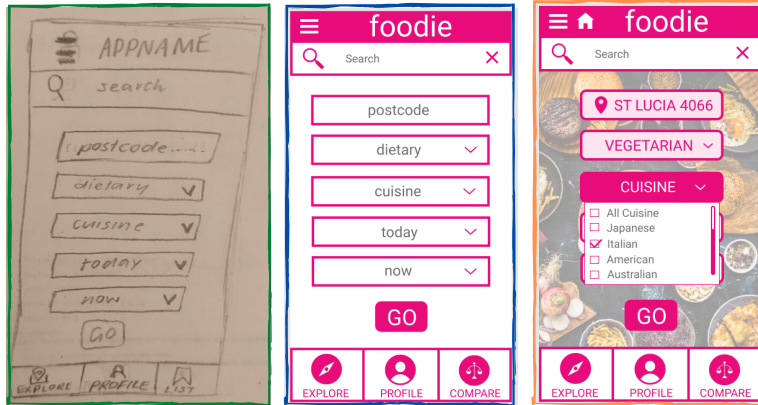 APPNAME
search
postcode.....
dietary
cuisine
today
now
GO
EXPLORE PROFILE LIST
foodie
Search
postcode
dietary
cuisine
today
now
GO
EXPLORE PROFILE COMPARE
foodie
Search
ST LUCIA 4066
VEGETARIAN
CUISINE
All Cuisine
Japanese
Italian
American
Australian
GO
EXPLORE PROFILE COMPARE